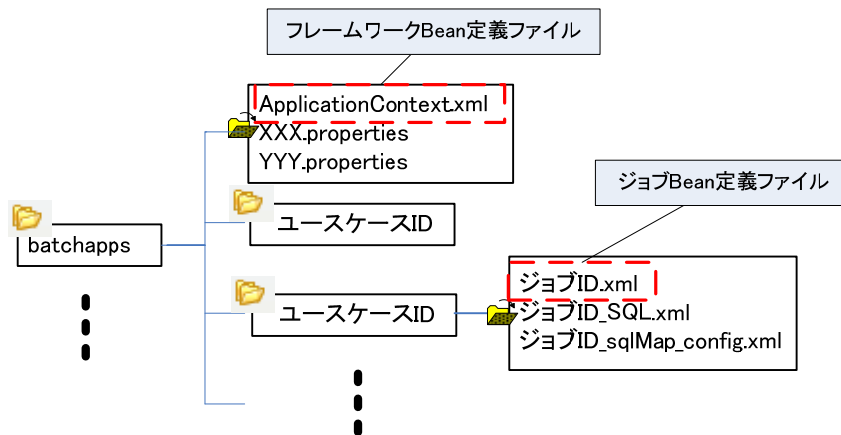 フレームワークBean定義ファイル
ApplicationContext.xml
XXX.properties
YYY.properties
ジョブBean定義ファイル
ユースケースID
batchapps
ジョブID.xml
ユースケースID
ジョブID_SQL.xml
ジョブID_sqlMap_config.xml